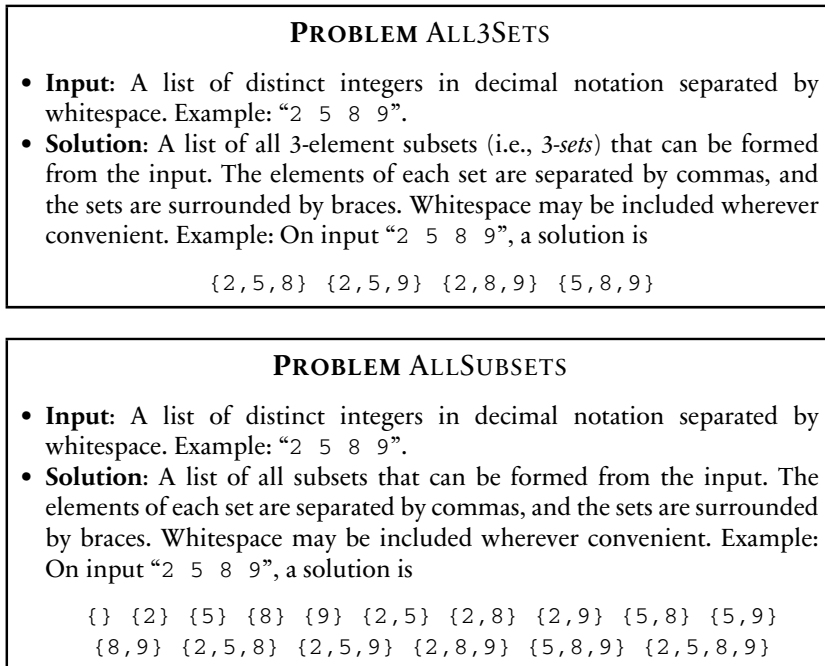 PROBLEM ALL3SETS
• Input: A list of distinct integers in decimal notation separated by
whitespace. Example: “2 5 8 9”.
• Solution: A list of all 3-element subsets (i.e., 3-sets) that can be formed
from the input. The elements of each set are separated by commas, and
the sets are surrounded by braces. Whitespace may be included wherever
convenient. Example: On input “2 5 8 9”, a solution is
{2,5,8} {2,5,9} {2,8,9} {5,8,9}
PROBLEM ALLSUBSETS
• Input: A list of distinct integers in decimal notation separated by
whitespace. Example: “2 5 8 9”.
• Solution: A list of all subsets that can be formed from the input. The
elements of each set are separated by commas, and the sets are surrounded
by braces. Whitespace may be included wherever convenient. Example:
On input “2 5 8 9”, a solution is
{} {2} {5} {8} {9} {2,5} {2,8} {2,9} {5,8} {5,9}
{8,9} {2,5,8} {2,5,9} {2,8,9} {5,8,9} {2,5,8,9}